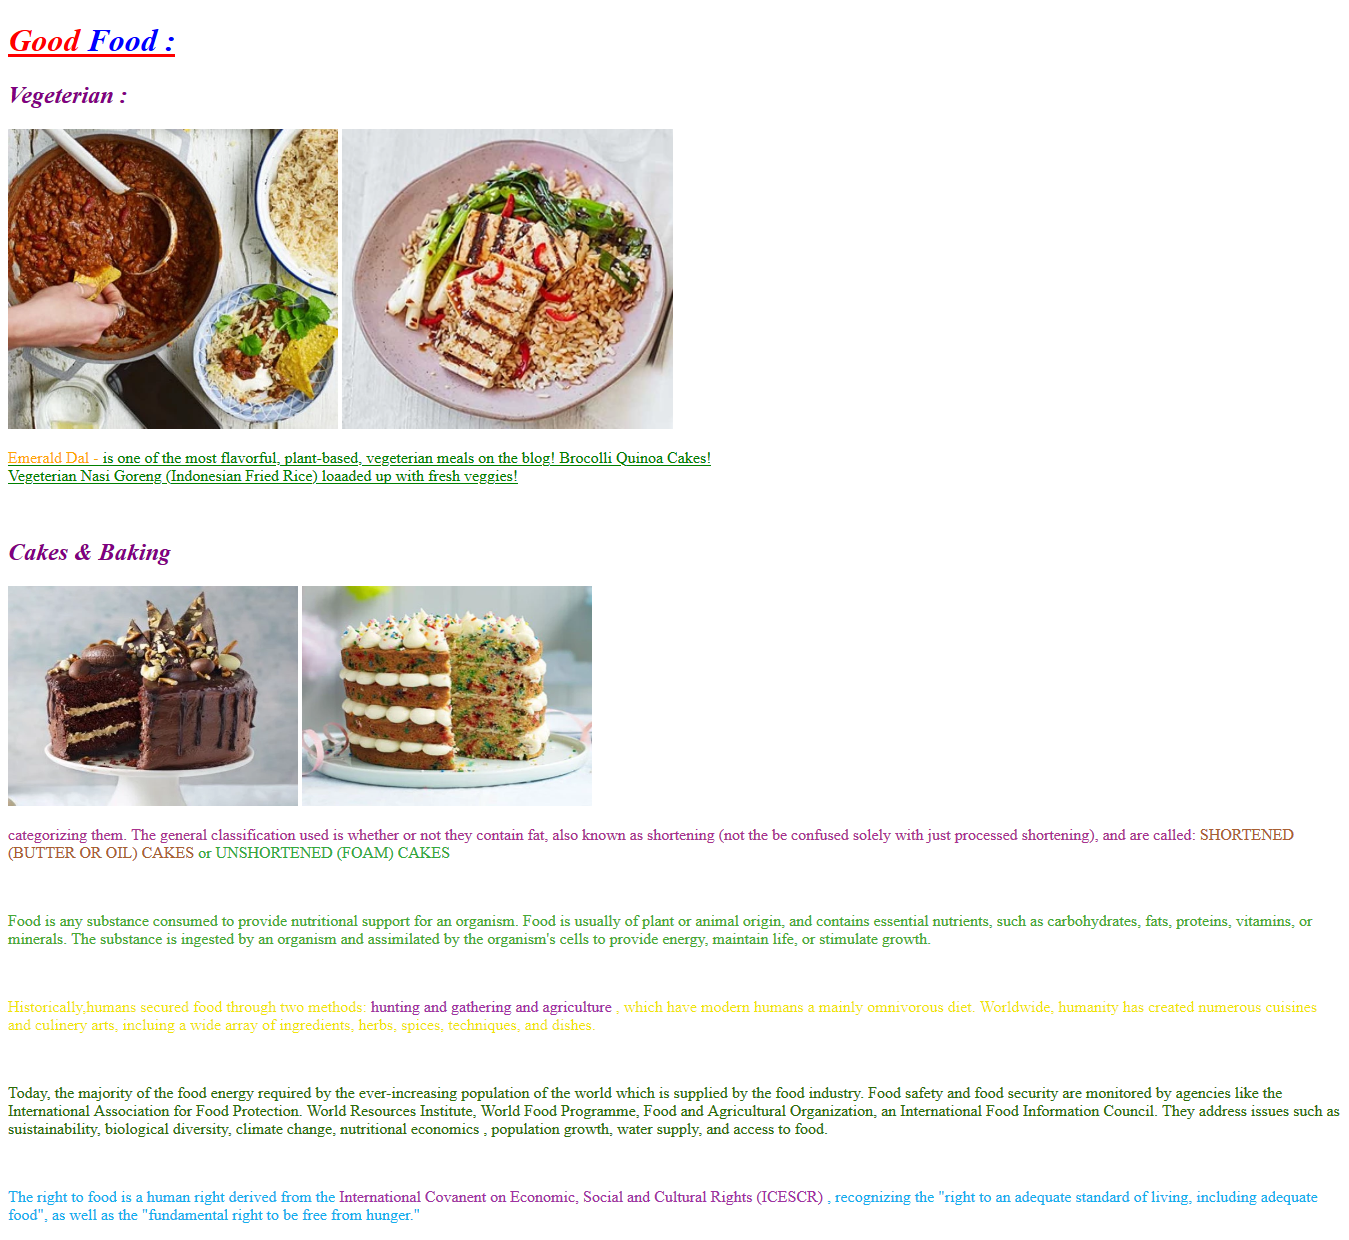 Good Food :
Vegeterian :
Emerald Dal - is one of the most flavorful, plant-based, vegeterian meals on the blog! Brocolli Quinoa Cakes!
Vegeterian Nasi Goreng (Indonesian Fried Rice) loaaded up with fresh veggies!
Cakes & Baking
categorizing them. The general classification used is whether or not they contain fat, also known as shortening (not the be confused solely with just processed shortening), and are called: SHORTENED
(BUTTER OR OIL) CAKES or UNSHORTENED (FOAM) CAKES
Food is any substance consumed to provide nutritional support for an organism. Food is usually of plant or animal origin, and contains essential nutrients, such as carbohydrates, fats, proteins, vitamins, or
minerals. The substance is ingested by an organism and assimilated by the organism's cells to provide energy, maintain life, or stimulate growth.
Historically,humans secured food through two methods: hunting and gathering and agriculture , which have modern humans a mainly omnivorous diet. Worldwide, humanity has created numerous cuisines
and culinery arts, incluing a wide array of ingredients, herbs, spices, techniques, and dishes.
Today, the majority of the food energy required by the ever-increasing population of the world which is supplied by the food industry. Food safety and food security are monitored by agencies like the
International Association for Food Protection. World Resources Institute, World Food Programme, Food and Agricultural Organization, an International Food Information Council. They address issues such as
suistainability, biological diversity, climate change, nutritional economics , population growth, water supply, and access to food.
The right to food is a human right derived from the International Covanent on Economic, Social and Cultural Rights (ICESCR) , recognizing the "right to an adequate standard of living, including adequate
food", as well as the "fundamental right to be free from hunger."